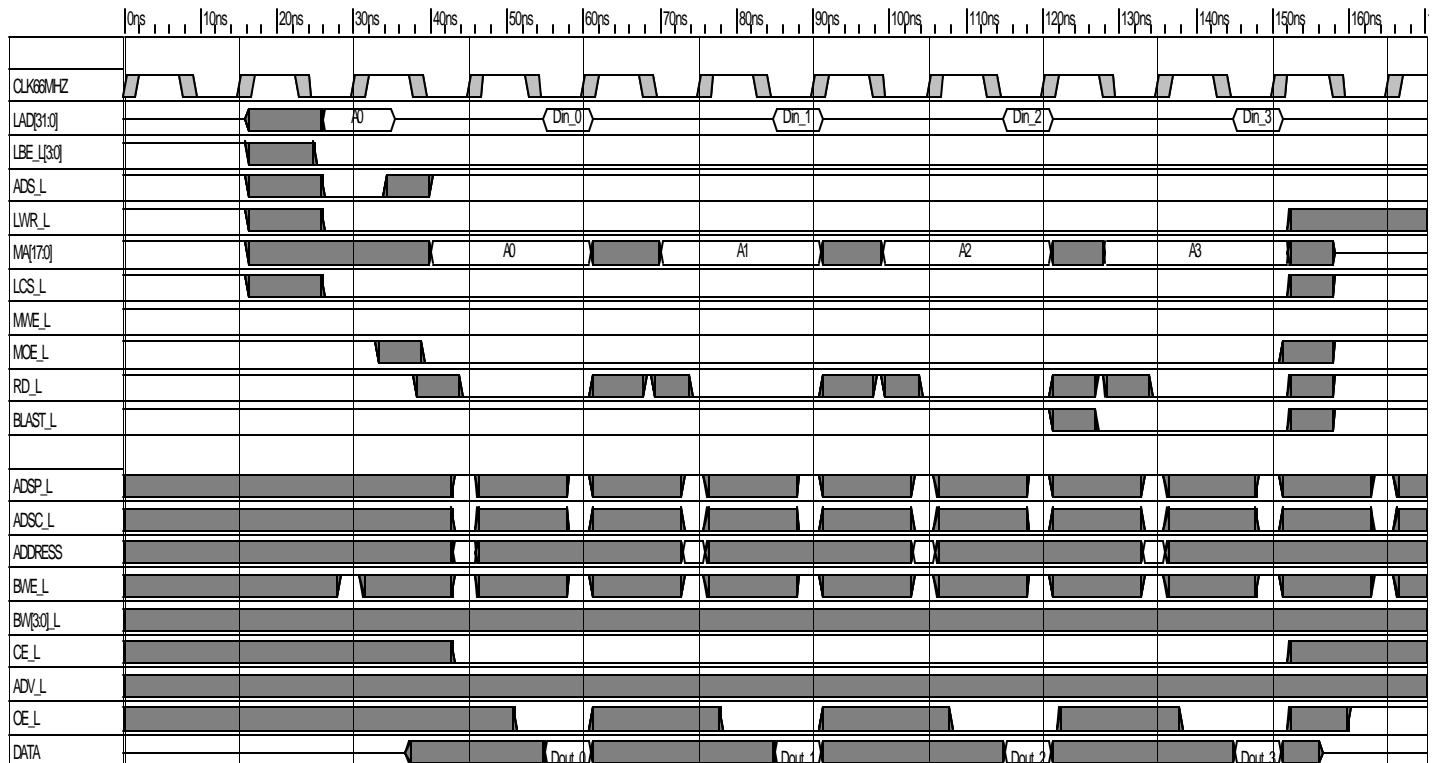 0ns 10ns 20ns 30ns 40ns 50ns 60ns 70ns 80ns 90ns 100ns 110ns 120ns 130ns 140ns 150ns 160ns
CLK66MHZ
LAD[31:0] A0 Din_0 Din_1 Din_2 Din_3
LBE_L[3:0]
ADS_L
LWR_L
MA[17:0] A0 A1 A2 A3
LCS_L
MWE_L
MOE_L
RD_L
BLAST_L
ADSP_L
ADSC_L
ADDRESS
BWE_L
BW[3:0]_L
CE_L
ADV_L
OE_L
DATA Dout_0 Dout_1 Dout_2 Dout_3